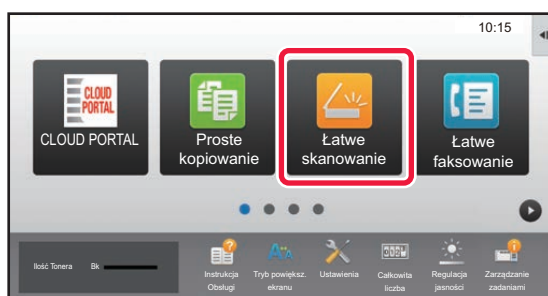 10:15
CLOUD
PORTAL
CLOUD PORTAL
Proste
kopiowanie
Łatwe
skanowanie
Łatwe
faksowanie
Ilość Tonera Bk
Instrukcja
Obsługi
Tryb powiększ.
ekranu
Ustawienia
Całkowita
liczba
Regulacja
jasności
Zarządzanie
zadaniami